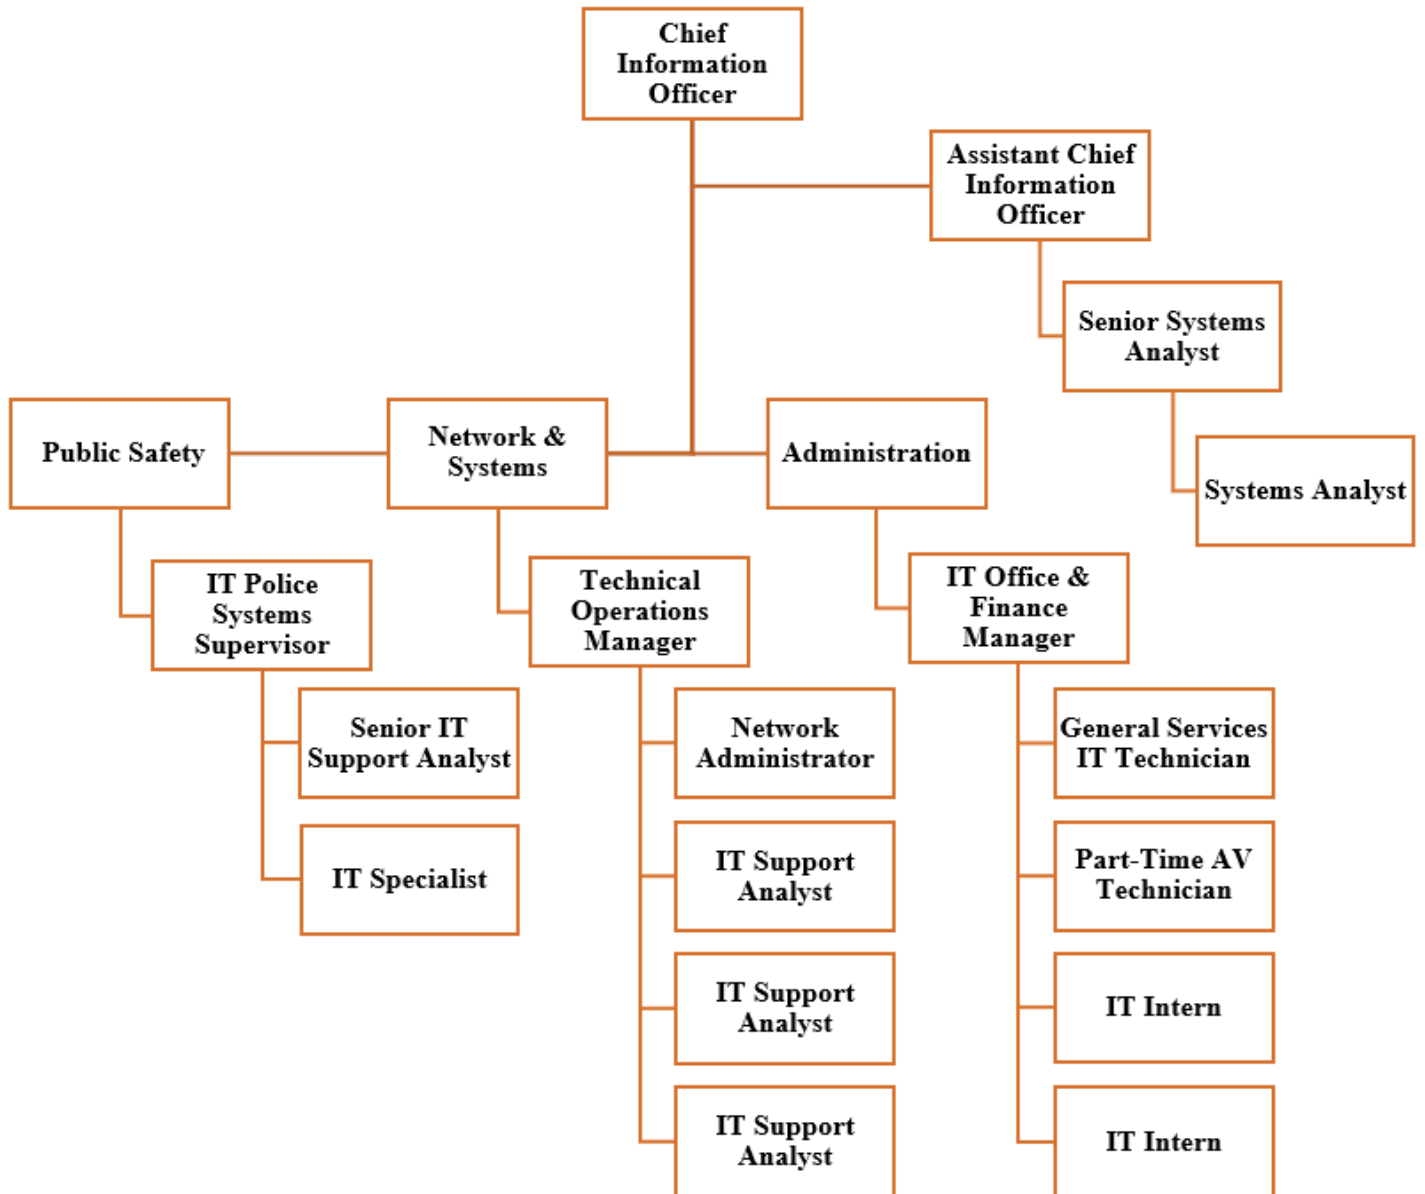 Chief
Information
Officer
Assistant Chief
Information
Officer
Senior Systems
Analyst
Systems Analyst
Public Safety
Network &
Systems
Administration
IT Police
Systems
Supervisor
Senior IT
Support Analyst
IT Specialist
Technical
Operations
Manager
Network
Administrator
IT Support
Analyst
IT Support
Analyst
IT Support
Analyst
IT Office &
Finance
Manager
General Services
IT Technician
Part-Time AV
Technician
IT Intern
IT Intern